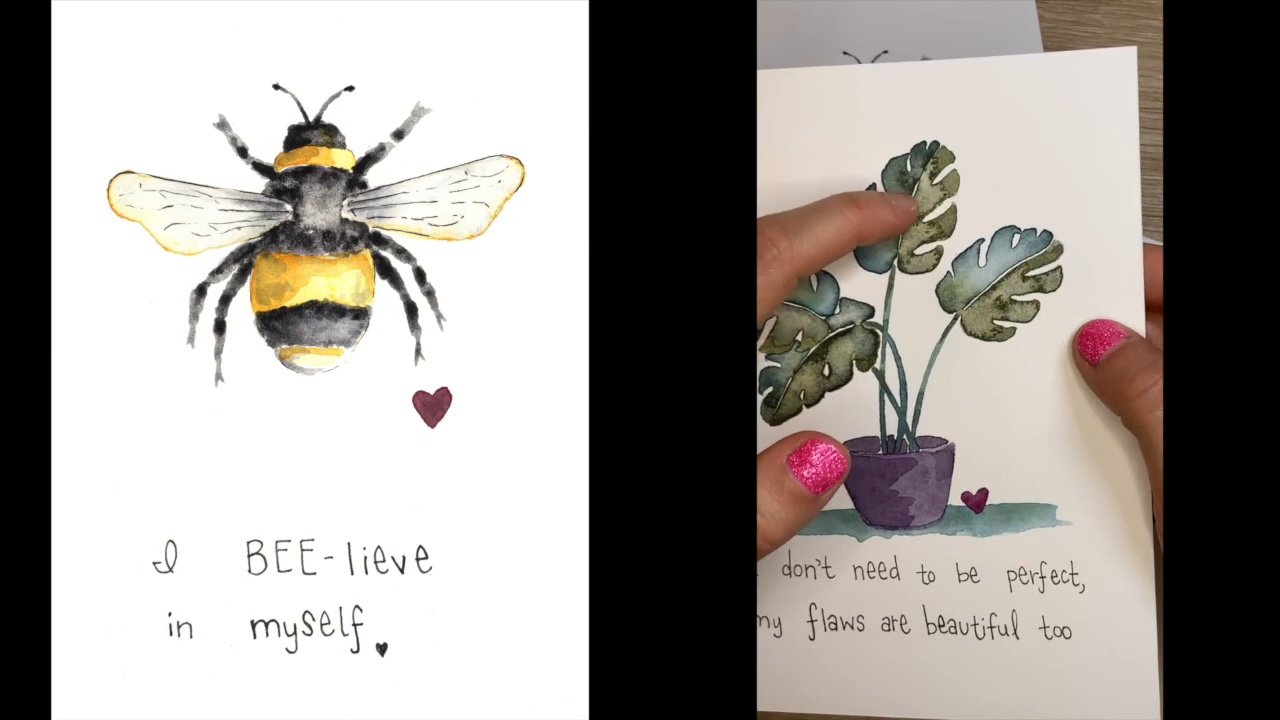 I BEE-lieve
in myself
don't need to be perfect,
my flaws are beautiful too